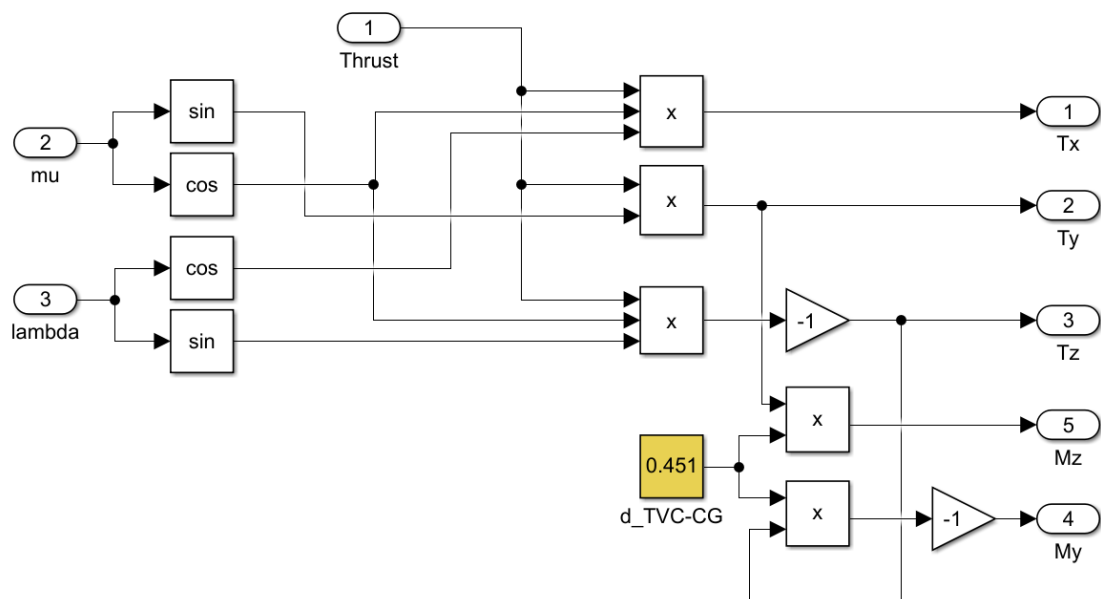 1
Thrust
2
mu
sin
cos
3
lambda
cos
sin
x
x
x
-1
0.451
d_TVC-CG
x
x
-1
1
Tx
2
Ty
3
Tz
5
Mz
4
My